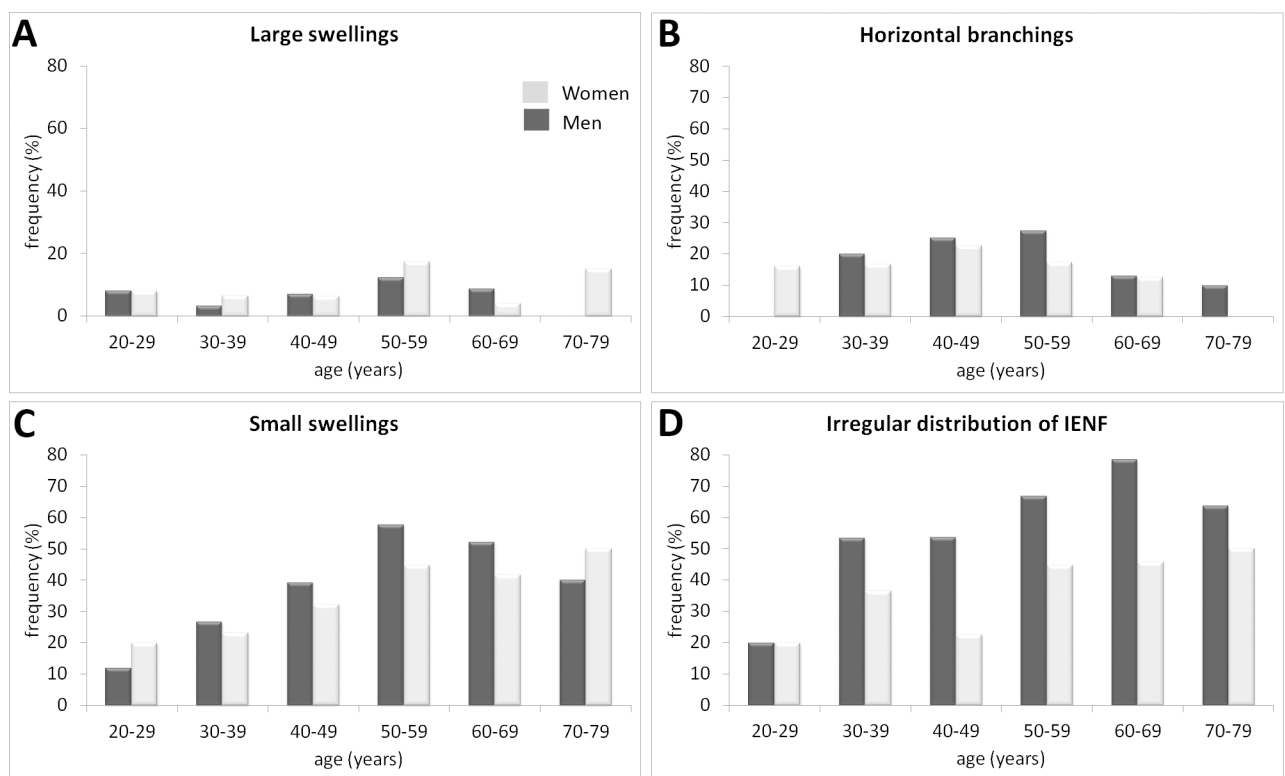 A
Large swellings
80
60
40
20
0
frequency (%)
Women
Men
20-29 30-39 40-49 50-59 60-69 70-79
age (years)
B
Horizontal branchings
80
70
60
50
40
30
20
10
0
frequency (%)
20-29 30-39 40-49 50-59 60-69 70-79
age (years)
C
Small swellings
80
70
60
50
40
30
20
10
0
frequency (%)
20-29 30-39 40-49 50-59 60-69 70-79
age (years)
D
Irregular distribution of IENF
80
70
60
50
40
30
20
10
0
frequency (%)
20-29 30-39 40-49 50-59 60-69 70-79
age (years)